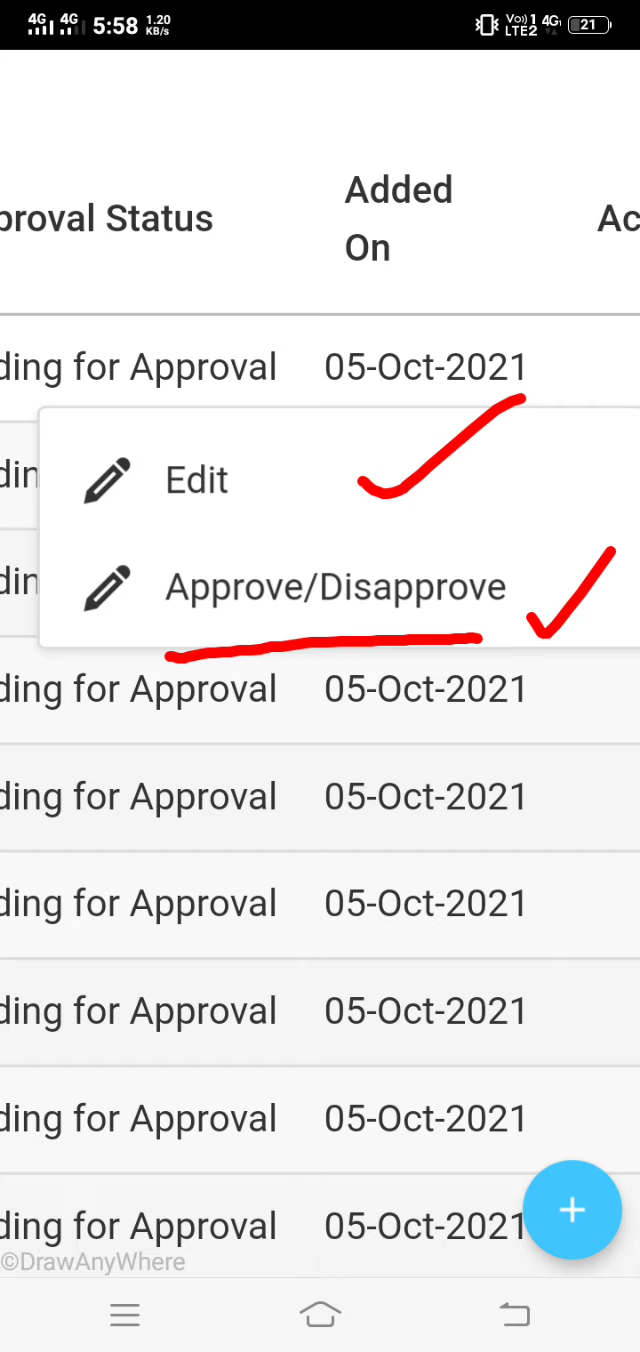 4G 4G 5:58 1.20 KB/s Vo) 1 LTE2 4G 21
proval Status Added On Ac
ding for Approval 05-Oct-2021
din
Edit
din
Approve/Disapprove
ding for Approval 05-Oct-2021
ding for Approval 05-Oct-2021
ding for Approval 05-Oct-2021
ding for Approval 05-Oct-2021
ding for Approval 05-Oct-2021
ding for Approval 05-Oct-2021
©DrawAnyWhere